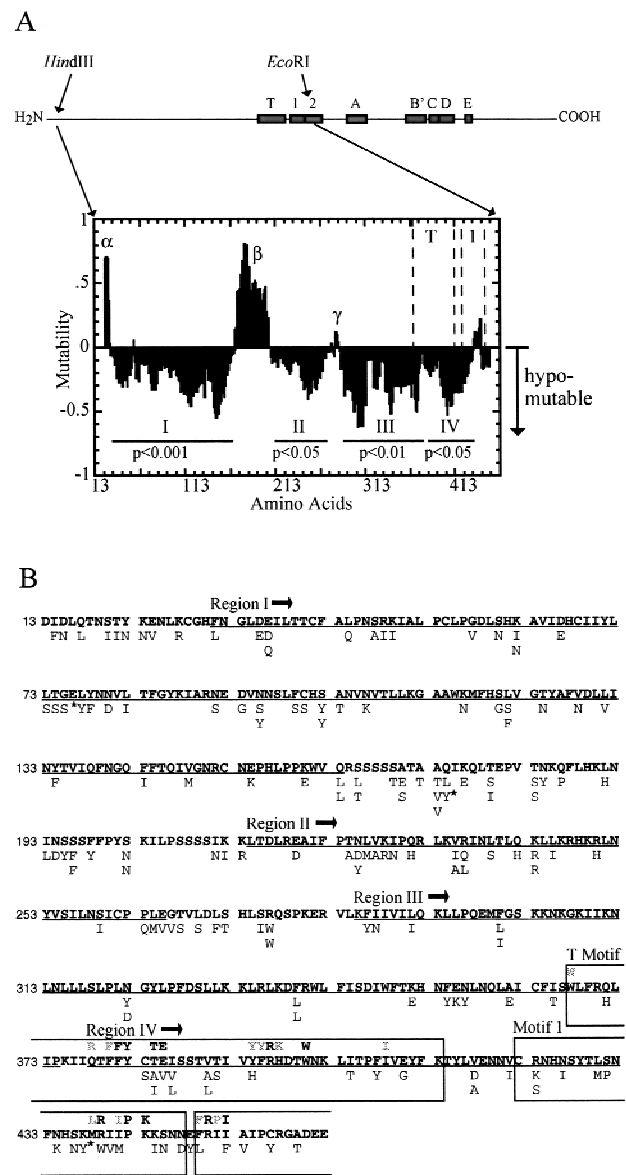 A
HindIII EcoRI
H2N T 1 2 A B' C D E COOH
1
α
β
T 1
.5
γ
Mutability
0
hypo-
mutable
-0.5
I II III IV
p<0.001 p<0.05 p<0.01 p<0.05
-1
13 113 213 313 413
Amino Acids
B
Region I
13 DIDLQTNSTY KENLKCGHFN GLDEILTTCF ALPNSRKIAL PCLPGDLSHK AVIDHCIIYL
FN L IIN NV R L ED Q AII V N I E
Q N
73 LTGELYNNVL TFGYKIARNE DVNNSLFCHS ANVNVTLLKG AAWKMFHSLV GTYAFVDLLI
SSS*YF D I S G S SS Y T K N GS N N V
Y Y F
133 NYTVIQFNGQ FFTQIVGNRC NEPHLPPKWV QRSSSSSATA AQIKQLTEPV TNKQFLHKLN
F I M K E L L TE T TL E S SY P H
L T S VY* I S
V
Region II
193 INSSSFFPYS KILPSSSSIK KLTDLREAIF PTNLVKIPQR LKVRINLTLQ KLLKRHKRLN
LDYF Y N NI R D ADMARN H IQ S H R I H
F N Y AL R
Region III
253 YVSILNSICP PLEGTVLDLS HLSRQSPKER VLKFIIVILQ KLLPQEMFGS KKNKGKIIKN
I QMVVS S FT IW YN I L
W I
T Motif
313 LNLLLSLPLN GYLPFDSLLK KLRLKDFRWL FISDIWFTKH NFENLNQLAI CFISWLFRQL
Y L E YKY E T H
D L
Region IV Motif 1
373 IPKIIQTFFY CTEISSTVTI VYFRHDTWNK LITPFIVEYF KTYLVENNVC RNHNSYTLSN
SAVV AS H T Y G D I K I MP
I L L A S
433 FNHSKMRIIP KKSNNEFRII AIPCRGADEE
K NY*WVM IN DYL F V Y T